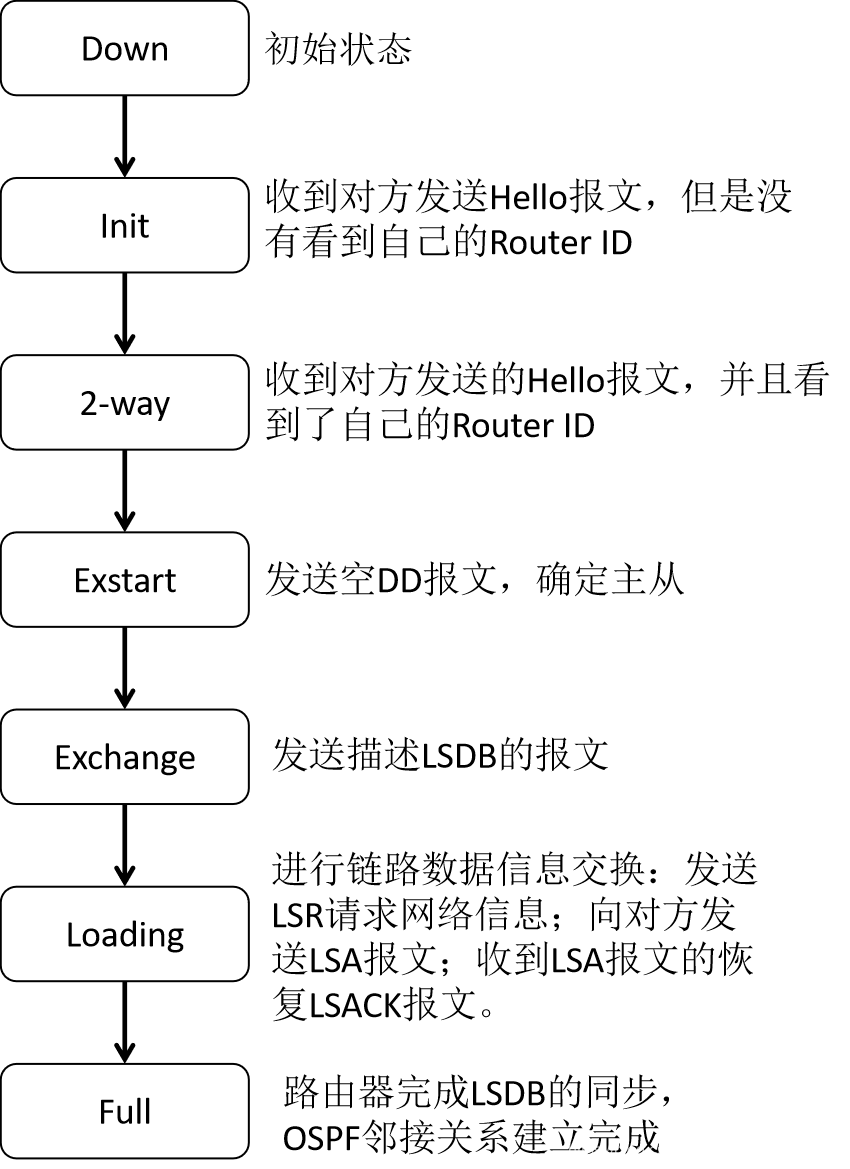 Down
初始状态
Init
收到对方发送Hello报文，但是没
有看到自己的Router ID
2-way
收到对方发送的Hello报文，并且看
到了自己的Router ID
Exstart
发送空DD报文，确定主从
Exchange
发送描述LSDB的报文
Loading
进行链路数据信息交换：发送
LSR请求网络信息；向对方发
送LSA报文；收到LSA报文的恢
复LSACK报文。
Full
路由器完成LSDB的同步，
OSPF邻接关系建立完成